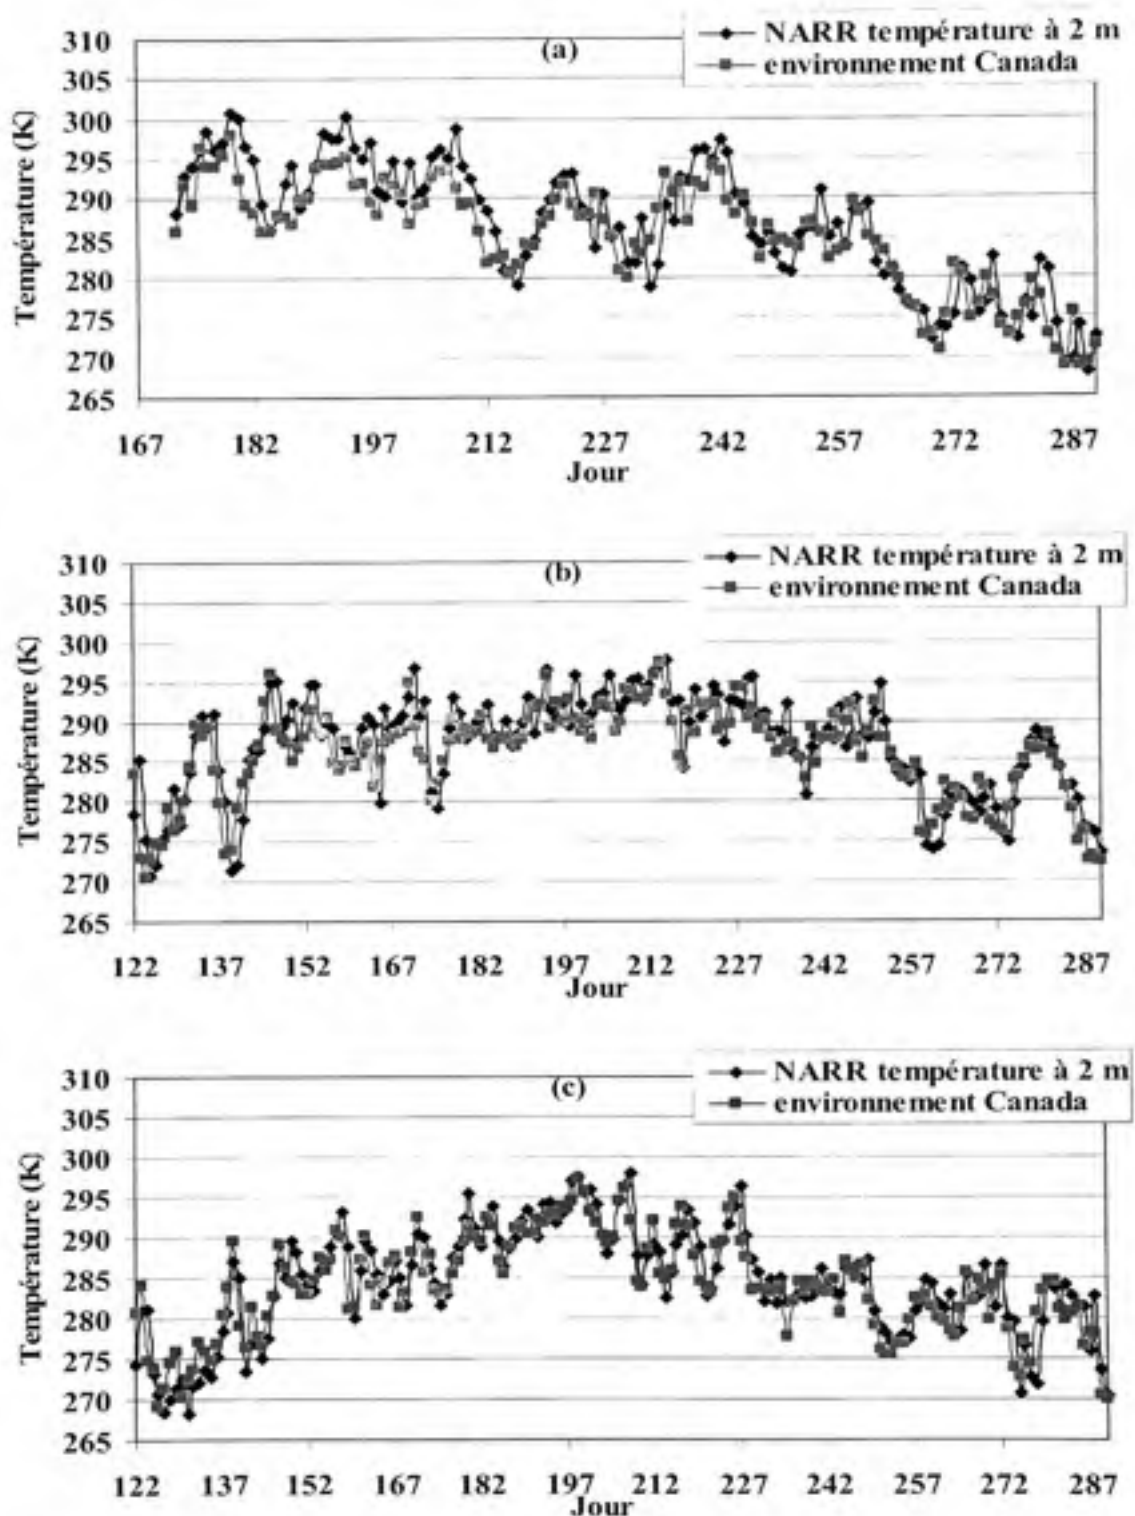 (a)
NARR température à 2 m
environnement Canada
Température (K)
310
305
300
295
290
285
280
275
270
265
167 182 197 212 227 242 257 272 287
Jour
(b)
NARR température à 2 m
environnement Canada
Température (K)
310
305
300
295
290
285
280
275
270
265
122 137 152 167 182 197 212 227 242 257 272 287
Jour
(c)
NARR température à 2 m
environnement Canada
Température (K)
310
305
300
295
290
285
280
275
270
265
122 137 152 167 182 197 212 227 242 257 272 287
Jour